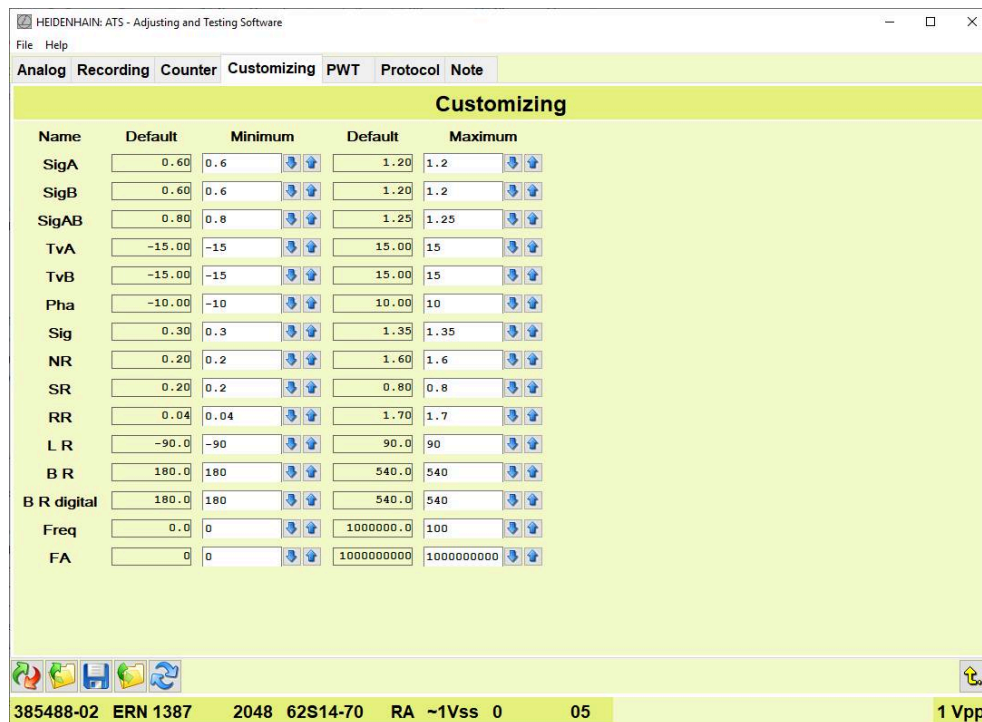 HEIDENHAIN: ATS - Adjusting and Testing Software
File Help
Analog Recording Counter Customizing PWT Protocol Note
Customizing
Name Default Minimum Default Maximum
SigA 0.60 0.6 1.20 1.2
SigB 0.60 0.6 1.20 1.2
SigAB 0.80 0.8 1.25 1.25
TvA -15.00 -15 15.00 15
TvB -15.00 -15 15.00 15
Pha -10.00 -10 10.00 10
Sig 0.30 0.3 1.35 1.35
NR 0.20 0.2 1.60 1.6
SR 0.20 0.2 0.80 0.8
RR 0.04 0.04 1.70 1.7
L R -90.0 -90 90.0 90
B R 180.0 180 540.0 540
B R digital 180.0 180 540.0 540
Freq 0.0 0 1000000.0 100
FA 0 0 1000000000 1000000000
385488-02 ERN 1387 2048 62S14-70 RA ~1Vss 0 05 1 Vpp